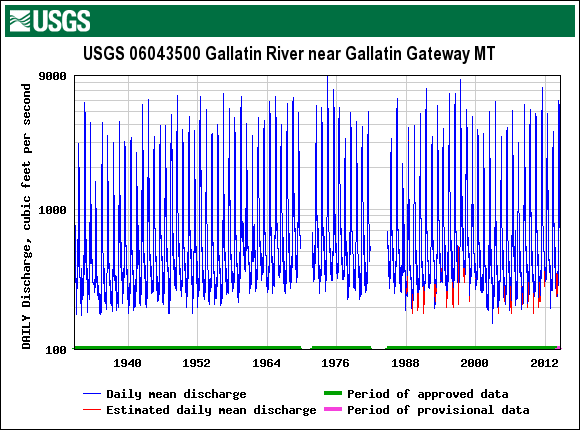 USGS
USGS 06043500 Gallatin River near Gallatin Gateway MT
DAILY Discharge, cubic feet per second
9000
1000
100
1940 1952 1964 1976 1988 2000 2012
Daily mean discharge
Estimated daily mean discharge
Period of approved data
Period of provisional data